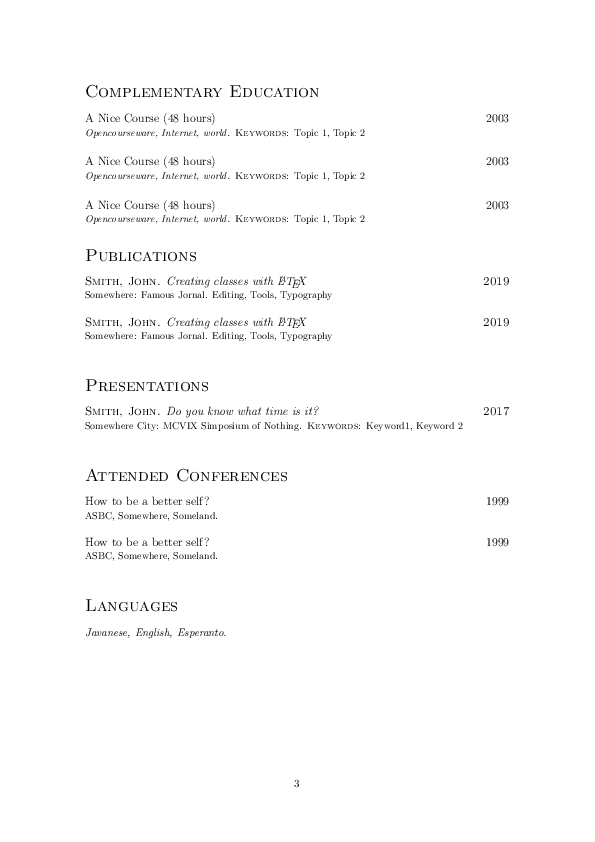 Complementary Education
A Nice Course (48 hours) 2003
Opencourseware, Internet, world. Keywords: Topic 1, Topic 2
A Nice Course (48 hours) 2003
Opencourseware, Internet, world. Keywords: Topic 1, Topic 2
A Nice Course (48 hours) 2003
Opencourseware, Internet, world. Keywords: Topic 1, Topic 2
Publications
Smith, John. Creating classes with LaTeX 2019
Somewhere: Famous Jornal. Editing, Tools, Typography
Smith, John. Creating classes with LaTeX 2019
Somewhere: Famous Jornal. Editing, Tools, Typography
Presentations
Smith, John. Do you know what time is it? 2017
Somewhere City: MCVIX Simposium of Nothing. Keywords: Keyword1, Keyword 2
Attended Conferences
How to be a better self? 1999
ASBC, Somewhere, Someland.
How to be a better self? 1999
ASBC, Somewhere, Someland.
Languages
Javanese, English, Esperanto.
3